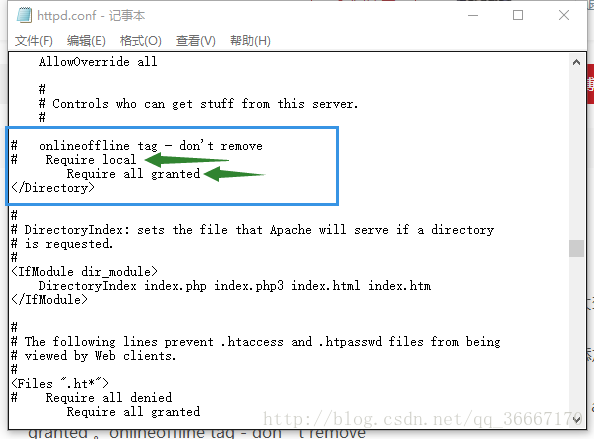 httpd.conf - 记事本
文件(F) 编辑(E) 格式(O) 查看(V) 帮助(H)
AllowOverride all
#
# Controls who can get stuff from this server.
#
# onlineoffline tag - don't remove
# Require local
Require all granted
</Directory>
#
# DirectoryIndex: sets the file that Apache will serve if a directory
# is requested.
#
<IfModule dir_module>
DirectoryIndex index.php index.php3 index.html index.htm
</IfModule>
#
# The following lines prevent .htaccess and .htpasswd files from being
# viewed by Web clients.
#
<Files ".ht*">
# Require all denied
Require all granted
http://blog.csdn.net/qq_36667170
granted 。onlineoffline tag - don't remove